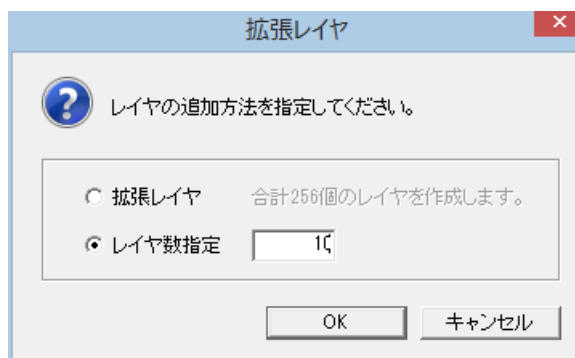 拡張レイヤ
レイヤの追加方法を指定してください。
拡張レイヤ 合計256個のレイヤを作成します。
レイヤ数指定 10
OK キャンセル